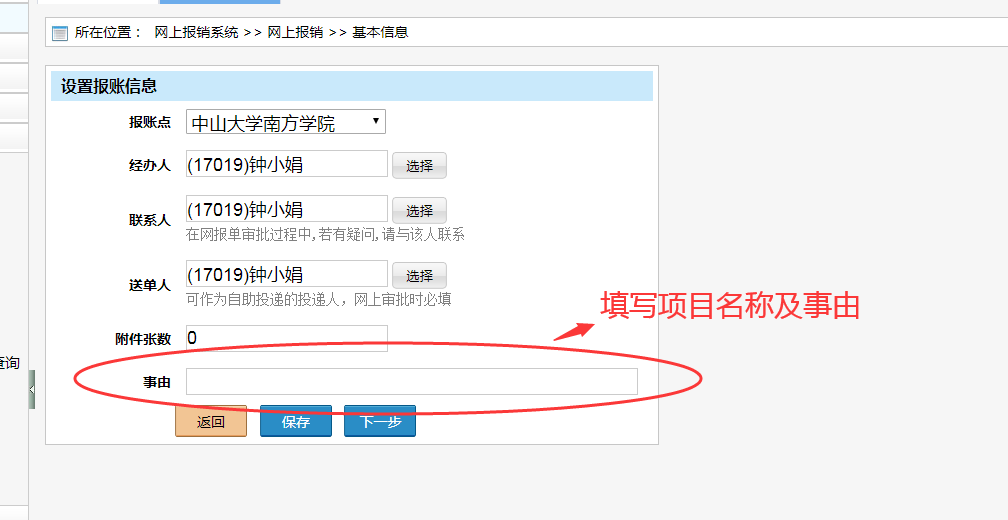 所在位置： 网上报销系统 >> 网上报销 >> 基本信息
设置报账信息
报账点 中山大学南方学院
经办人 (17019)钟小娟 选择
联系人 (17019)钟小娟 选择
在网报单审批过程中,若有疑问,请与该人联系
送单人 (17019)钟小娟 选择
可作为自助投递的投递人，网上审批时必填
填写项目名称及事由
附件张数 0
查询
事由
返回 保存 下一步